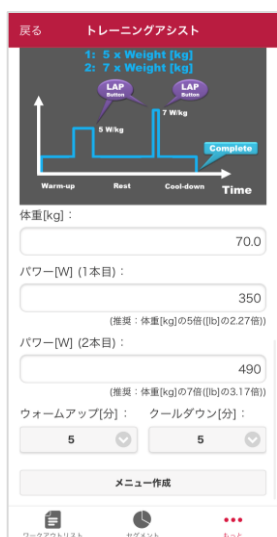 戻る トレーニングアシスト
1: 5 x Weight [kg]
2: 7 x Weight [kg]
LAP
Button
LAP
Button
7 W/kg
5 W/kg
Complete
Warm-up Rest Cool-down Time
体重[kg]：
70.0
パワー[W] (1本目)：
350
(推奨：体重[kg]の5倍([lb]の2.27倍))
パワー[W] (2本目)：
490
(推奨：体重[kg]の7倍([lb]の3.17倍))
ウォームアップ[分]： クールダウン[分]：
5 5
メニュー作成
ワークアウトリスト セグメント もっと